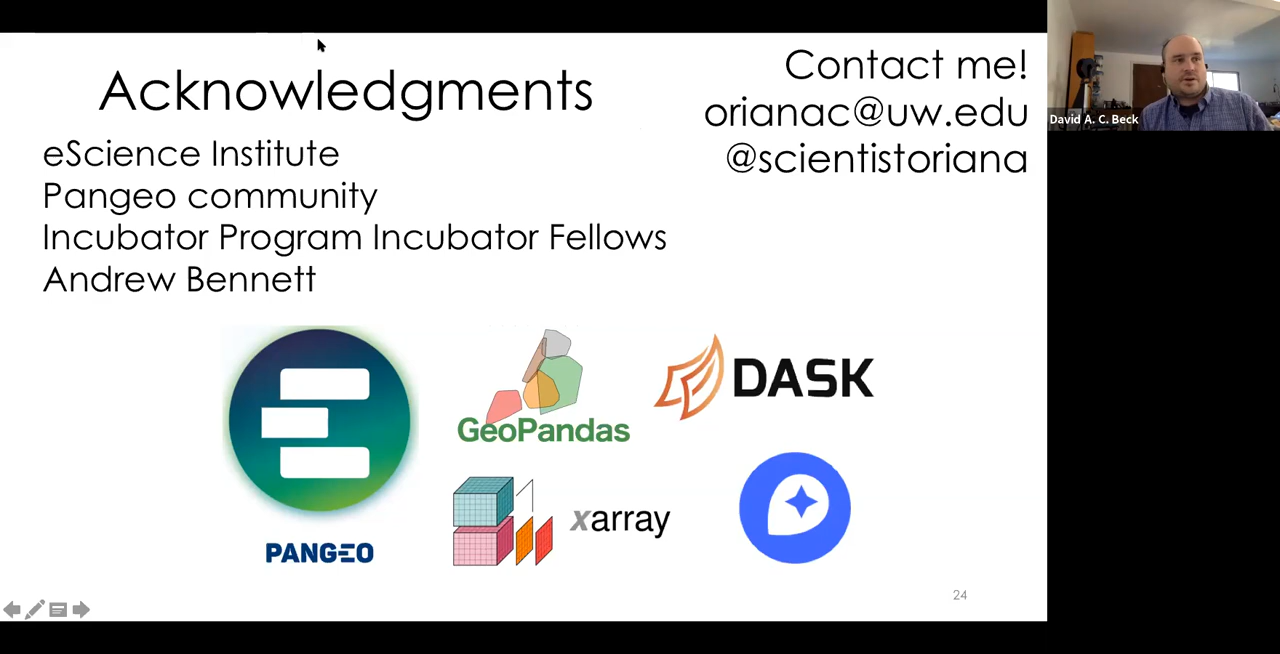 Acknowledgments
eScience Institute
Pangeo community
Incubator Program Incubator Fellows
Andrew Bennett
Contact me!
orianac@uw.edu
@scientistoriana
David A. C. Beck
PANGEO
GeoPandas
DASK
xarray
24